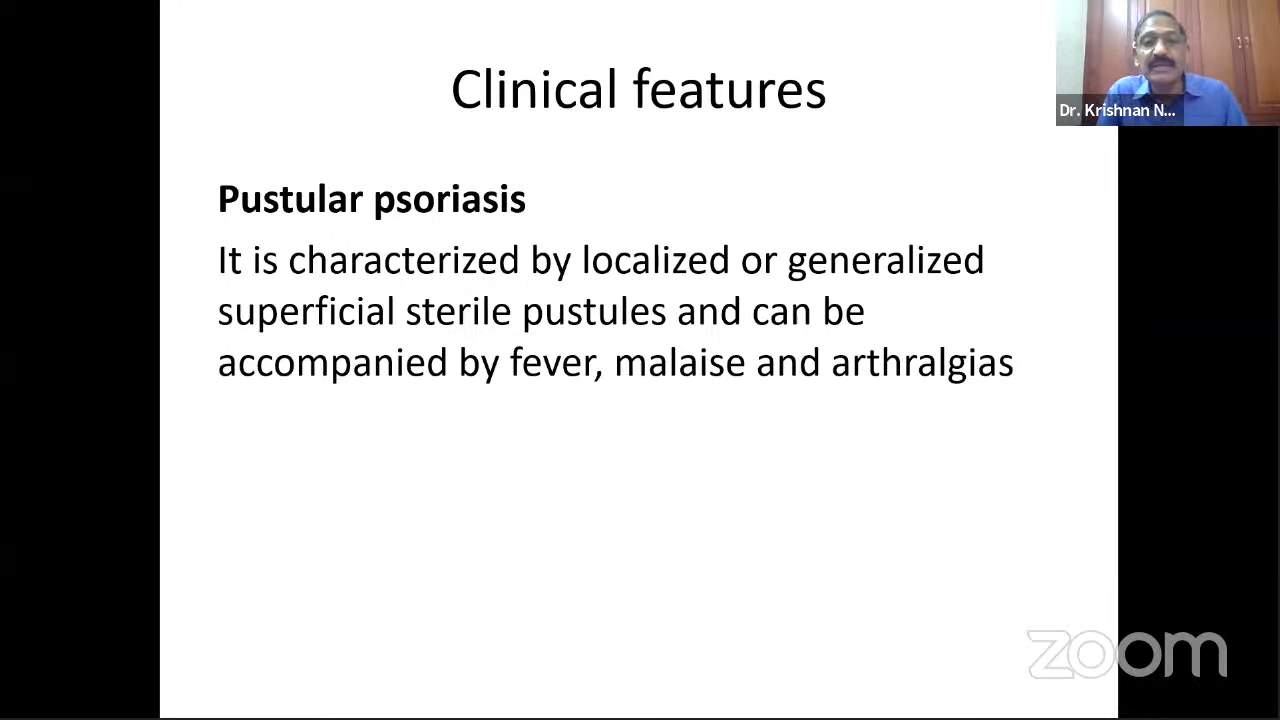 Clinical features
Dr. Krishnan N...
Pustular psoriasis
It is characterized by localized or generalized
superficial sterile pustules and can be
accompanied by fever, malaise and arthralgias
zoom